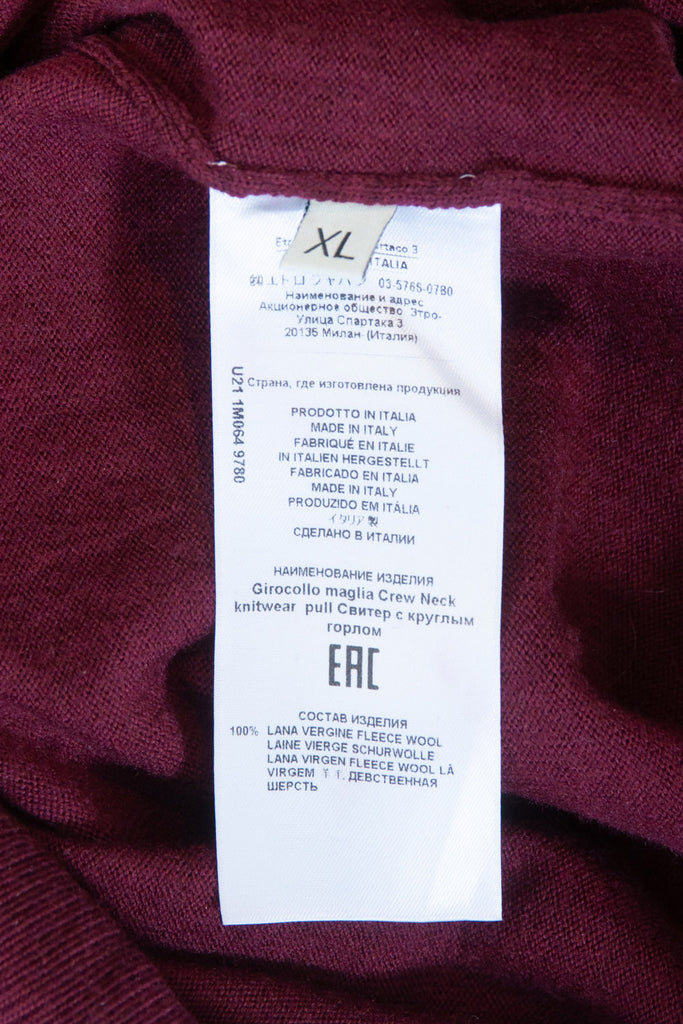 XL
rtaco 3
ITALIA
03-5766-0780
Наименование и адрес
Акционерное общество Этро-
Улица Спартака 3
20135 Милан- (Италия)
U21 1M064 9780
Страна, где изготовлена продукция
PRODOTTO IN ITALIA
MADE IN ITALY
FABRIQUÉ EN ITALIE
IN ITALIEN HERGESTELLT
FABRICADO EN ITALIA
MADE IN ITALY
PRODUZIDO EM ITÁLIA
イタリア製
СДЕЛАНО В ИТАЛИИ
НАИМЕНОВАНИЕ ИЗДЕЛИЯ
Girocollo maglia Crew Neck
knitwear pull Свитер с круглым
горлом
EAC
СОСТАВ ИЗДЕЛИЯ
100% LANA VERGINE FLEECE WOOL
LAINE VIERGE SCHURWOLLE
LANA VIRGEN FLEECE WOOL LÃ
VIRGEM 羊毛 ДЕВСТВЕННАЯ
ШЕРСТЬ